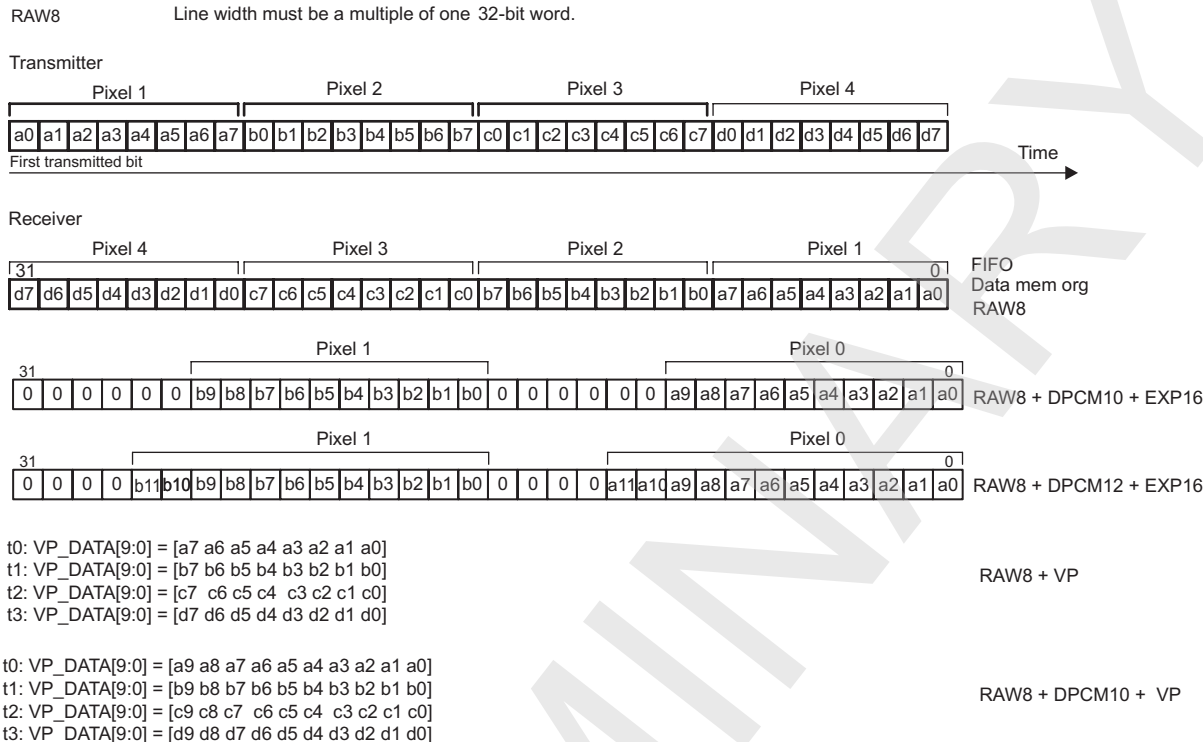 RAW8 Line width must be a multiple of one 32-bit word.
Transmitter
Pixel 1 Pixel 2 Pixel 3 Pixel 4
a0 a1 a2 a3 a4 a5 a6 a7 b0 b1 b2 b3 b4 b5 b6 b7 c0 c1 c2 c3 c4 c5 c6 c7 d0 d1 d2 d3 d4 d5 d6 d7
First transmitted bit Time
Receiver
Pixel 4 Pixel 3 Pixel 2 Pixel 1
31 0 FIFO
Data mem org
d7 d6 d5 d4 d3 d2 d1 d0 c7 c6 c5 c4 c3 c2 c1 c0 b7 b6 b5 b4 b3 b2 b1 b0 a7 a6 a5 a4 a3 a2 a1 a0
RAW8
Pixel 1 Pixel 0
31 0
0 0 0 0 0 0 b9 b8 b7 b6 b5 b4 b3 b2 b1 b0 0 0 0 0 0 0 a9 a8 a7 a6 a5 a4 a3 a2 a1 a0 RAW8 + DPCM10 + EXP16
Pixel 1 Pixel 0
31 0
0 0 0 0 b11 b10 b9 b8 b7 b6 b5 b4 b3 b2 b1 b0 0 0 0 0 a11 a10 a9 a8 a7 a6 a5 a4 a3 a2 a1 a0 RAW8 + DPCM12 + EXP16
t0: VP_DATA[9:0] = [a7 a6 a5 a4 a3 a2 a1 a0]
t1: VP_DATA[9:0] = [b7 b6 b5 b4 b3 b2 b1 b0]
RAW8 + VP
t2: VP_DATA[9:0] = [c7 c6 c5 c4 c3 c2 c1 c0]
t3: VP_DATA[9:0] = [d7 d6 d5 d4 d3 d2 d1 d0]
t0: VP_DATA[9:0] = [a9 a8 a7 a6 a5 a4 a3 a2 a1 a0]
t1: VP_DATA[9:0] = [b9 b8 b7 b6 b5 b4 b3 b2 b1 b0]
RAW8 + DPCM10 + VP
t2: VP_DATA[9:0] = [c9 c8 c7 c6 c5 c4 c3 c2 c1 c0]
t3: VP_DATA[9:0] = [d9 d8 d7 d6 d5 d4 d3 d2 d1 d0]
MINARY